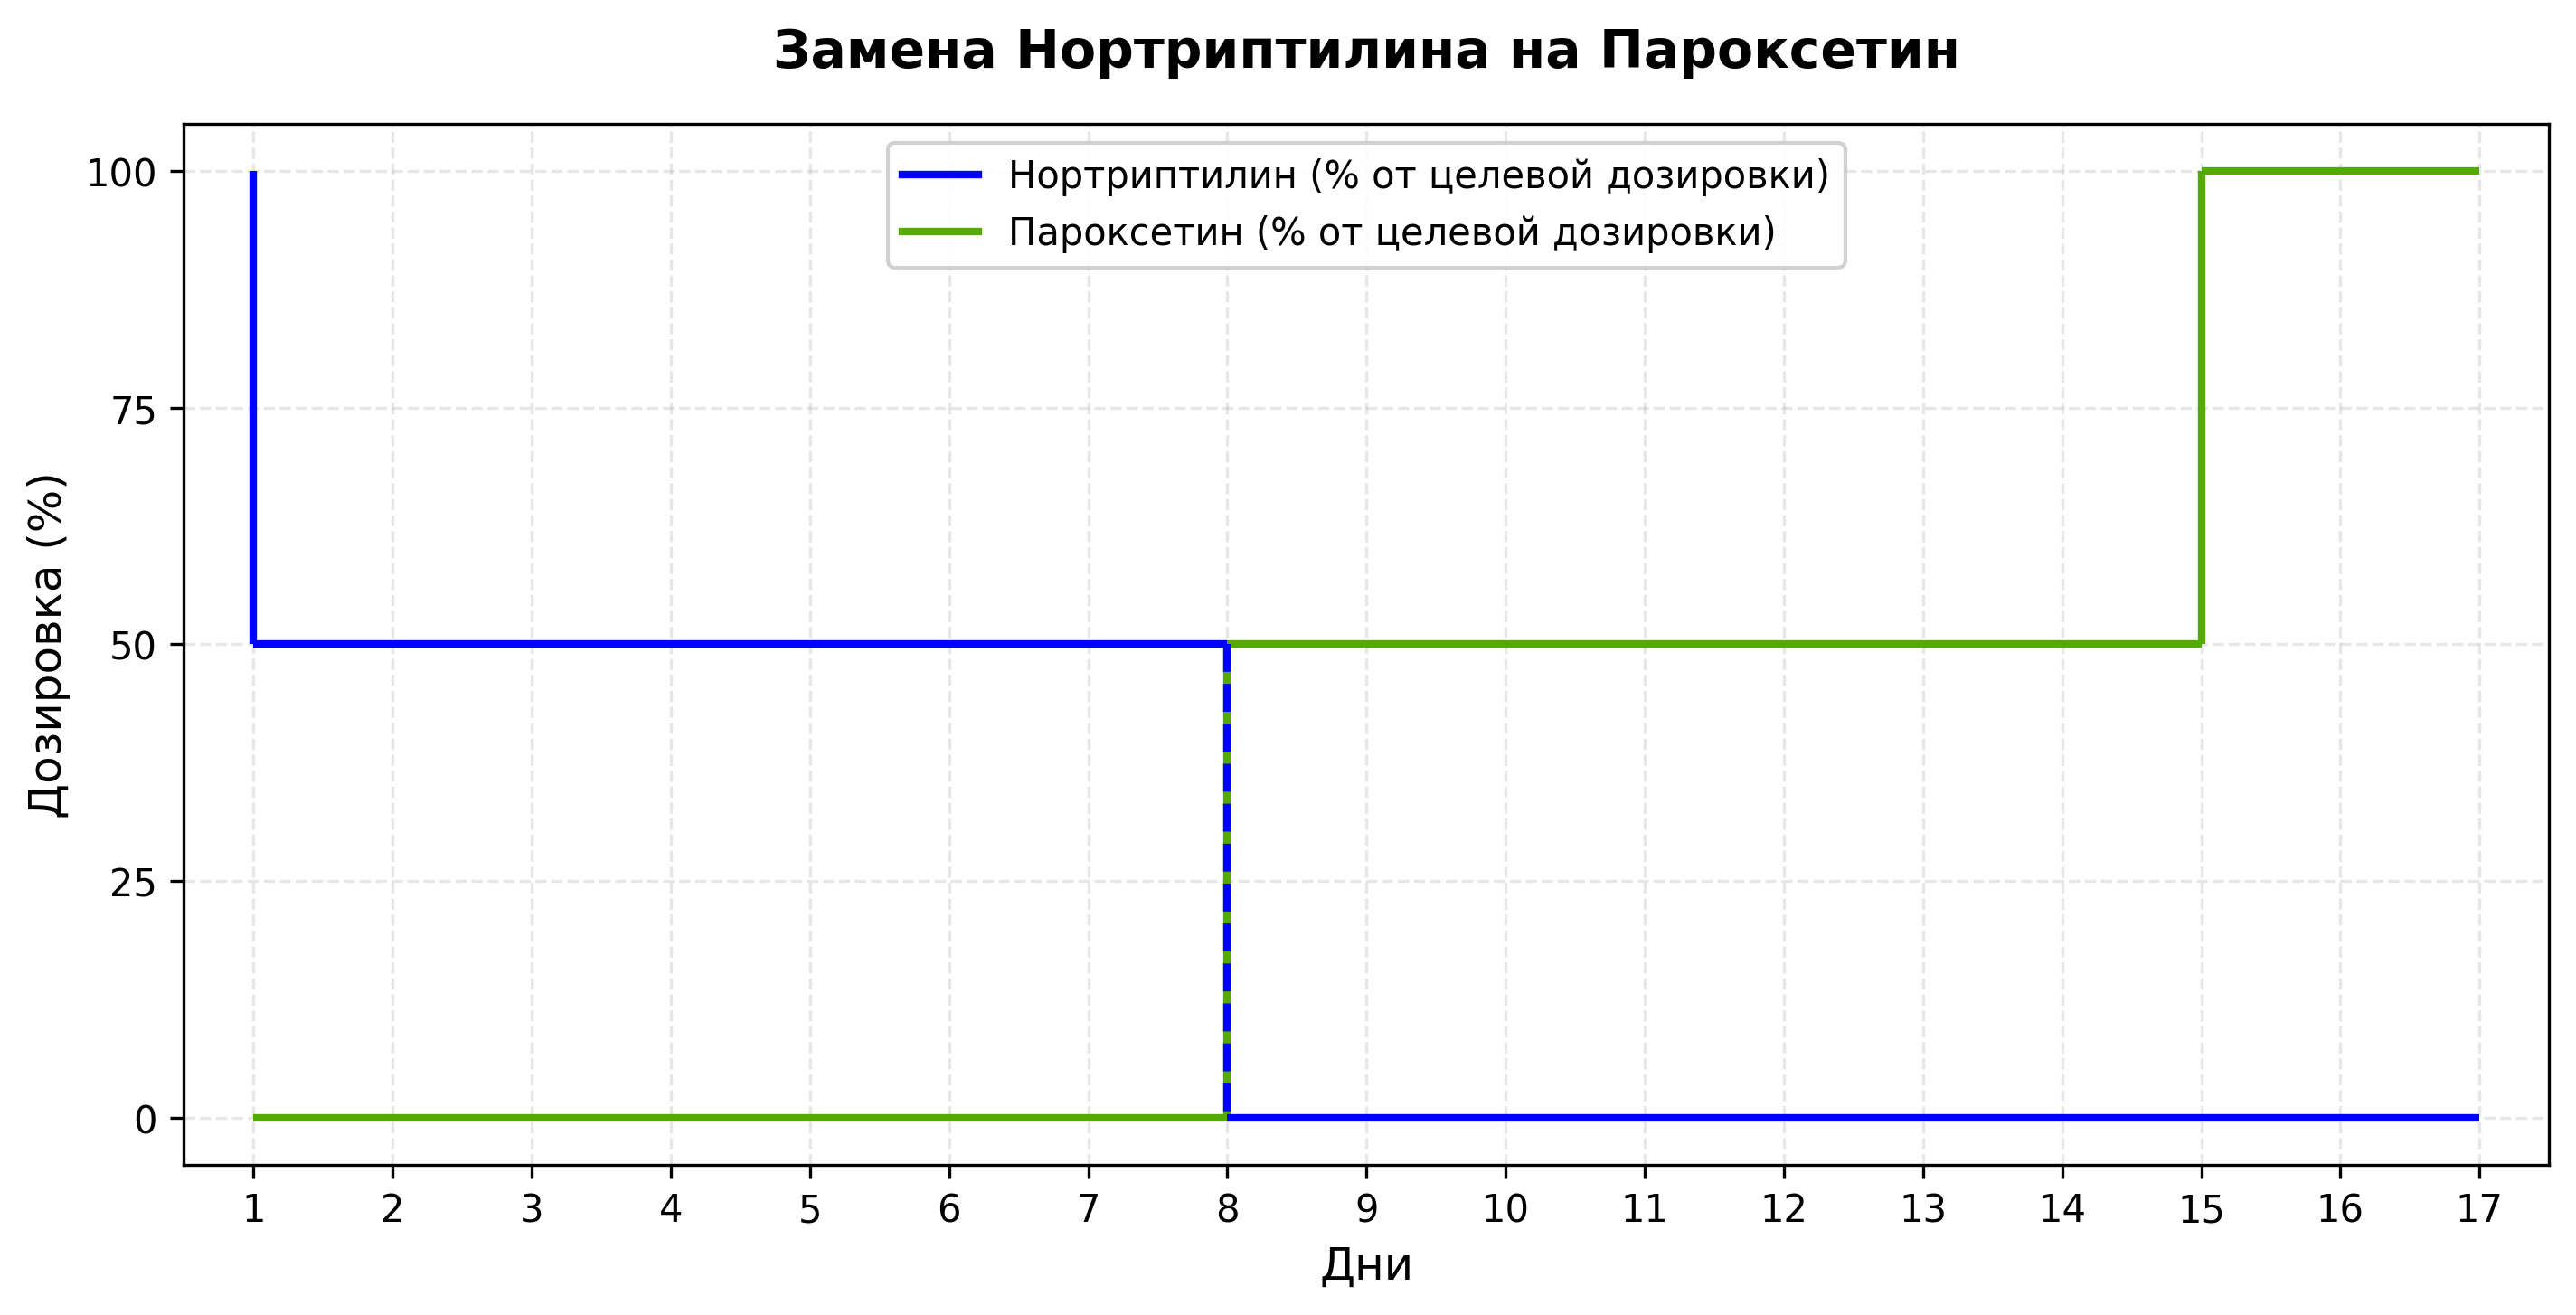 Замена Нортриптилина на Пароксетин
Нортриптилин (% от целевой дозировки)
Пароксетин (% от целевой дозировки)
Дозировка (%)
100
75
50
25
0
1 2 3 4 5 6 7 8 9 10 11 12 13 14 15 16 17
Дни